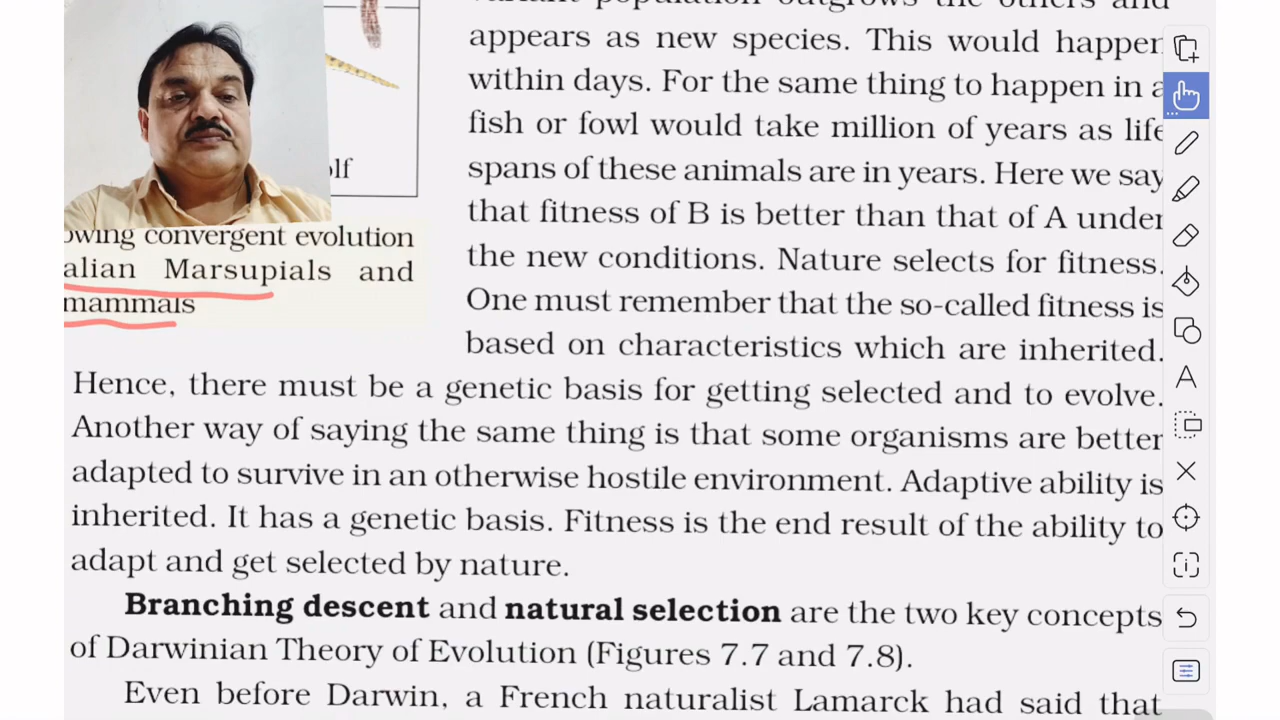 variant population outgrows the others and
appears as new species. This would happen
within days. For the same thing to happen in a
fish or fowl would take million of years as life
spans of these animals are in years. Here we say
that fitness of B is better than that of A under
the new conditions. Nature selects for fitness.
One must remember that the so-called fitness is
based on characteristics which are inherited.
olf
owing convergent evolution
alian Marsupials and
mammals
Hence, there must be a genetic basis for getting selected and to evolve.
Another way of saying the same thing is that some organisms are better
adapted to survive in an otherwise hostile environment. Adaptive ability is
inherited. It has a genetic basis. Fitness is the end result of the ability to
adapt and get selected by nature.
Branching descent and natural selection are the two key concepts
of Darwinian Theory of Evolution (Figures 7.7 and 7.8).
Even before Darwin, a French naturalist Lamarck had said that
A